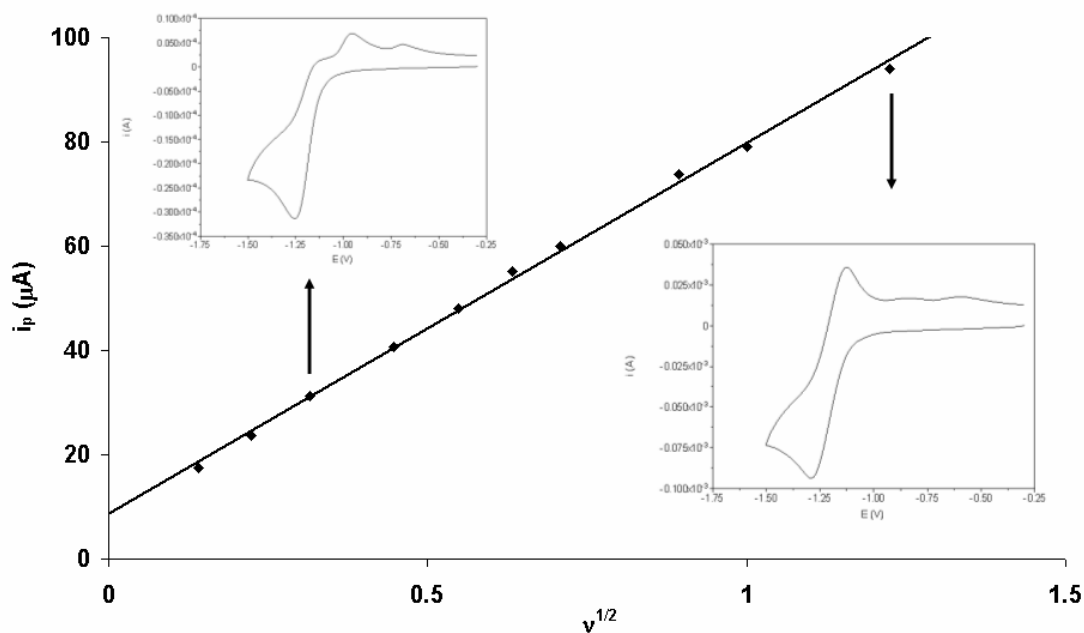 100
80
60
40
20
0
i_p (μA)
0
0.5
1
1.5
ν^{1/2}
0.100x10⁻⁴
0.050x10⁻⁴
0
-0.050x10⁻⁴
-0.100x10⁻⁴
-0.150x10⁻⁴
-0.200x10⁻⁴
-0.250x10⁻⁴
-0.300x10⁻⁴
-0.350x10⁻⁴
i (A)
-1.75
-1.50
-1.25
-1.00
-0.75
-0.50
-0.25
E (V)
0.050x10⁻³
0.025x10⁻³
0
-0.025x10⁻³
-0.050x10⁻³
-0.075x10⁻³
-0.100x10⁻³
i (A)
-1.75
-1.50
-1.25
-1.00
-0.75
-0.50
-0.25
E (V)